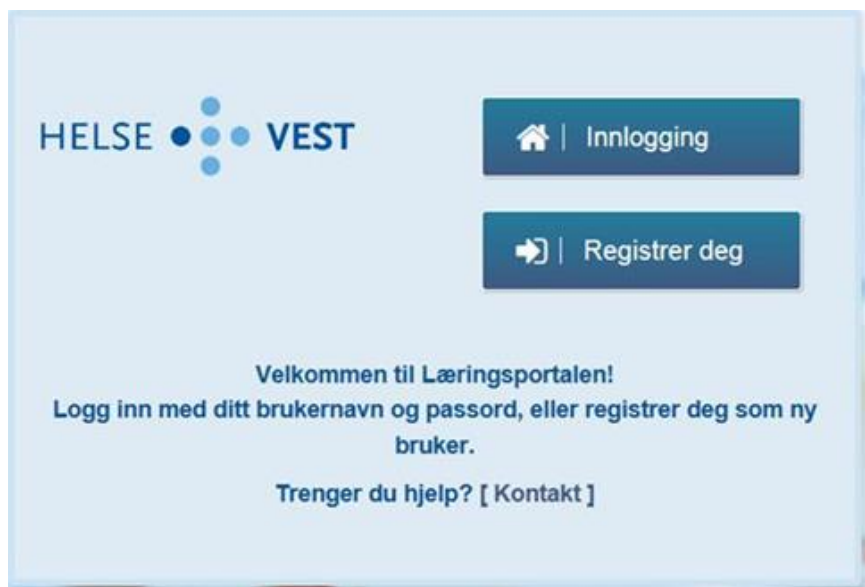 HELSE VEST
Innlogging
Registrer deg
Velkommen til Læringsportalen!
Logg inn med ditt brukernavn og passord, eller registrer deg som ny
bruker.
Trenger du hjelp? [ Kontakt ]